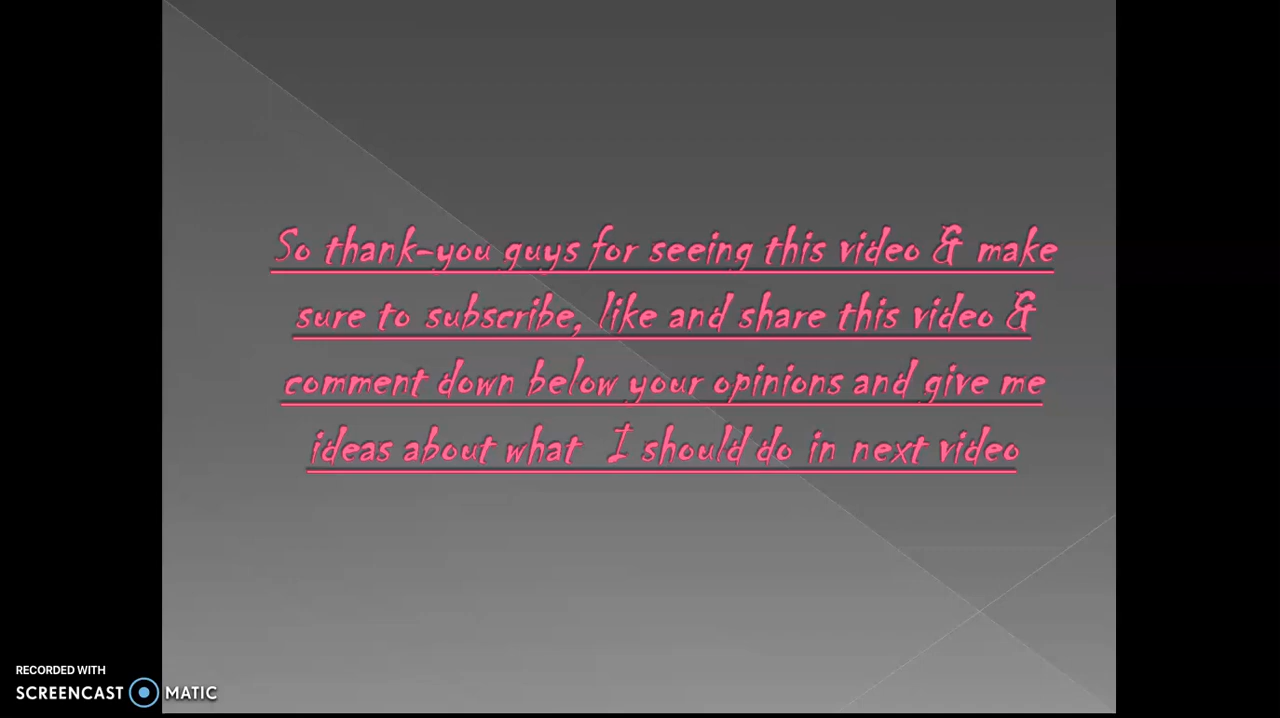 So thank-you guys for seeing this video & make
sure to subscribe, like and share this video &
comment down below your opinions and give me
ideas about what I should do in next video
RECORDED WITH
SCREENCAST MATIC